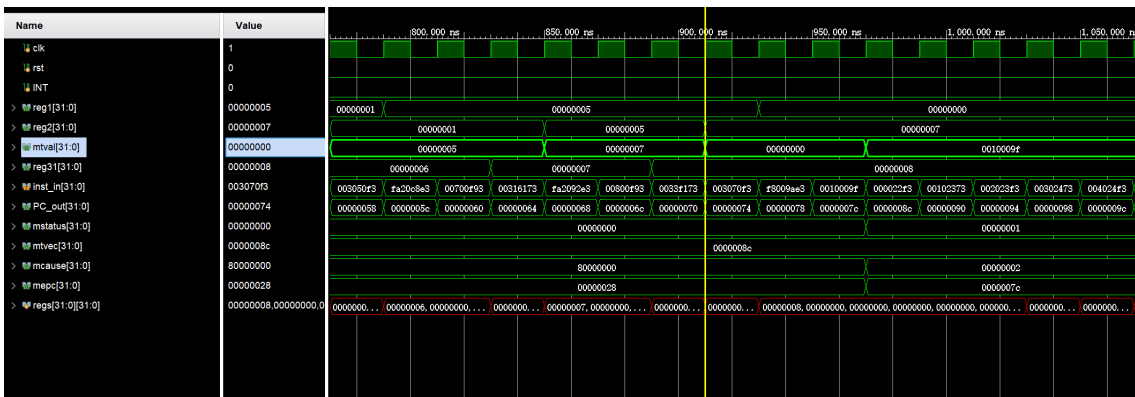 Name Value 800.000 ns 850.000 ns 900.000 ns 950.000 ns 1,000.000 ns 1,050.000 n
clk 1
rst 0
INT 0
reg1[31:0] 00000005 00000001 00000005 00000000
reg2[31:0] 00000007 00000001 00000005 00000007
mtval[31:0] 00000000 00000005 00000007 00000000 0010009f
reg31[31:0] 00000008 00000006 00000007 00000008
inst_in[31:0] 003070f3 003050f3 fa20c8e3 00700f93 00316173 fa2092e3 00800f93 0033f173 003070f3 f8009ae3 0010009f 000022f3 00102373 002023f3 00302473 004024f3
PC_out[31:0] 00000074 00000058 0000005c 00000060 00000064 00000068 0000006c 00000070 00000074 00000078 0000007c 0000008c 00000090 00000094 00000098 0000009c
mstatus[31:0] 00000000 00000000 00000001
mtvec[31:0] 0000008c 0000008c
mcause[31:0] 80000000 80000000 00000002
mepc[31:0] 00000028 00000028 0000007c
regs[31:0][31:0] 00000008,00000000,0 0000000... 00000006, 00000000,... 0000000... 00000007, 00000000,... 0000000... 0000000... 00000008, 00000000, 00000000, 00000000, 00000000, 000000... 0000000... 0000000...